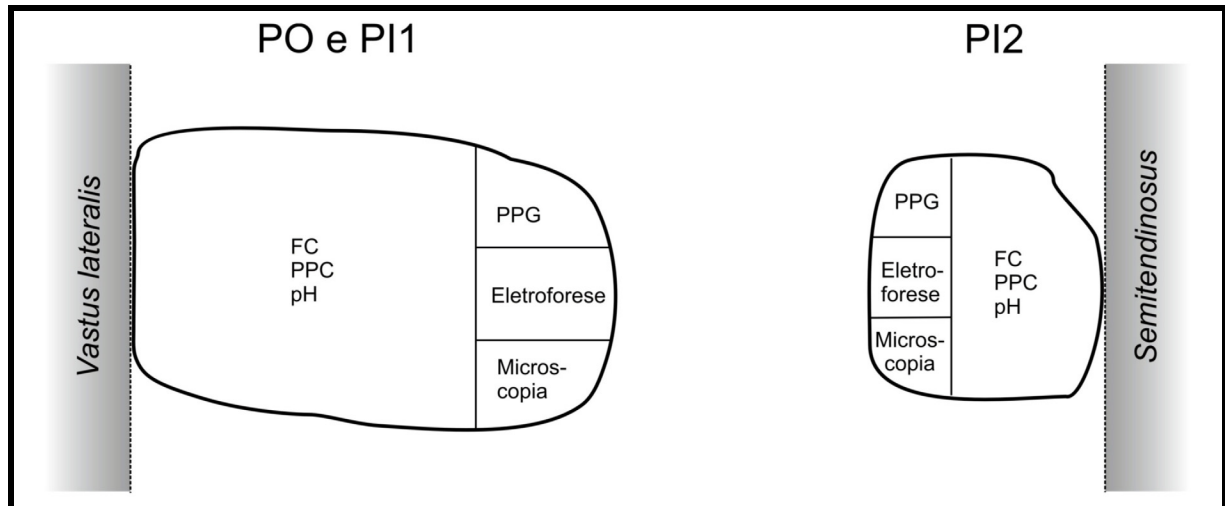 PO e PI1
PI2
Vastus lateralis
FC
PPC
pH
PPG
Eletroforese
Micros-
copia
PPG
Eletro-
forese
Micros-
copia
FC
PPC
pH
Semitendinosus